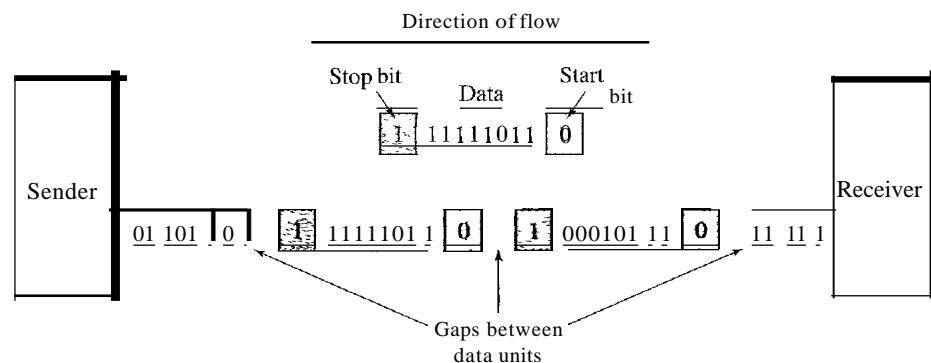 Direction of flow
Stop bit Data Start bit
1 11111011 0
Sender Receiver
01 101 0 1 1111101 1 0 1 000101 11 0 11 11 1
Gaps between
data units